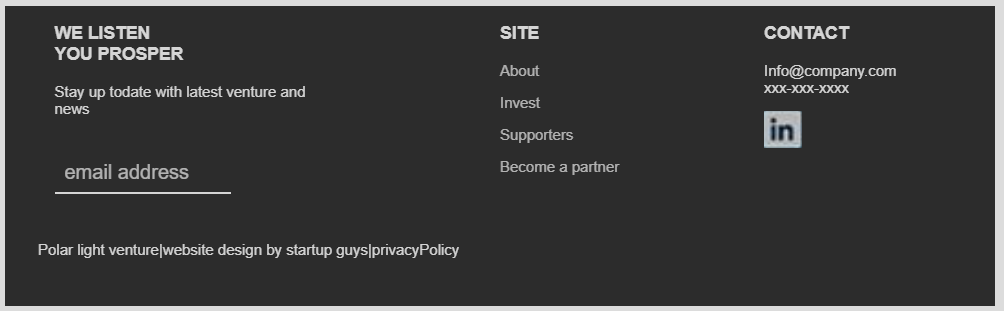 WE LISTEN
YOU PROSPER
Stay up todate with latest venture and
news
email address
SITE
About
Invest
Supporters
Become a partner
CONTACT
Info@company.com
xxx-xxx-xxxx
in
Polar light venture|website design by startup guys|privacyPolicy